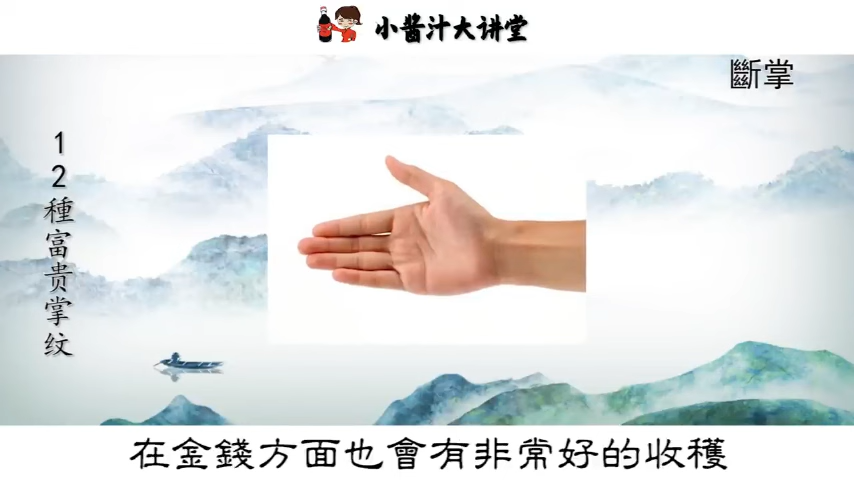 小酱汁大讲堂
斷掌
12種富贵掌纹
在金錢方面也會有非常好的收穫